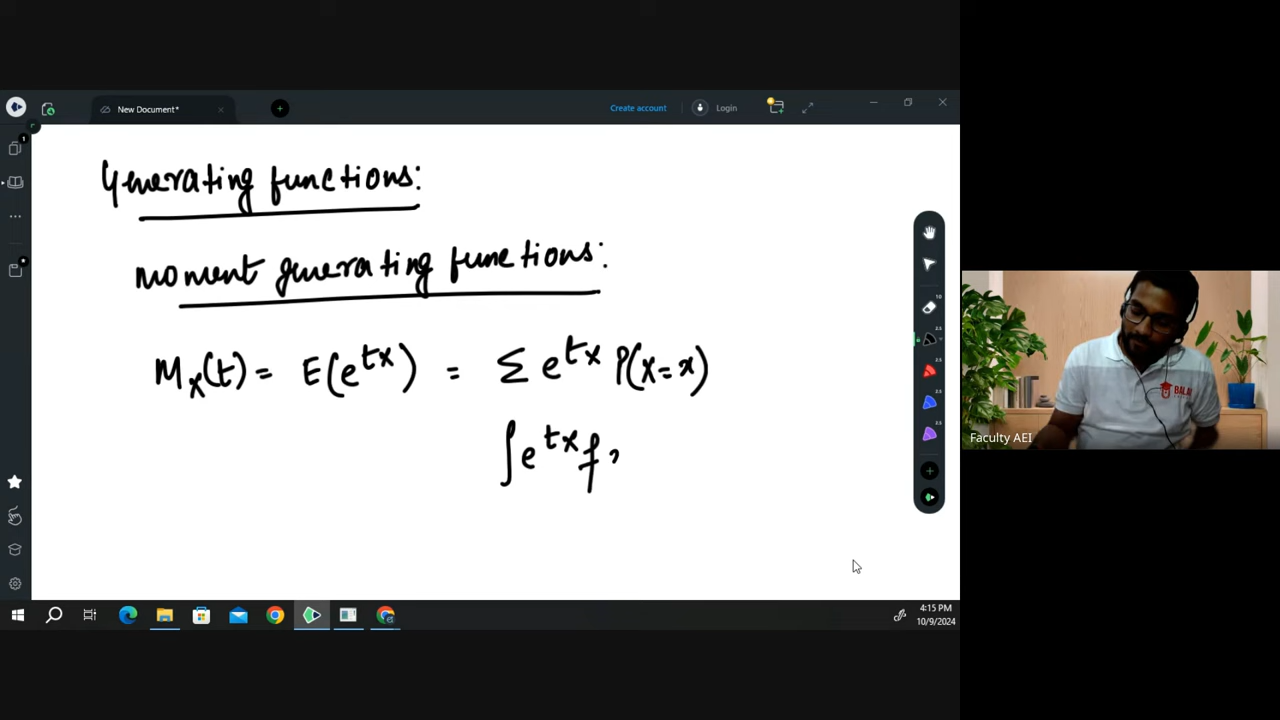 New Document*
Create account
Login
Generating functions:
Moment generating functions:
Mx(t) = E(e^tx) = Σ e^tx P(X=x)
∫e^tx f
Faculty AEI
4:15 PM
10/9/2024